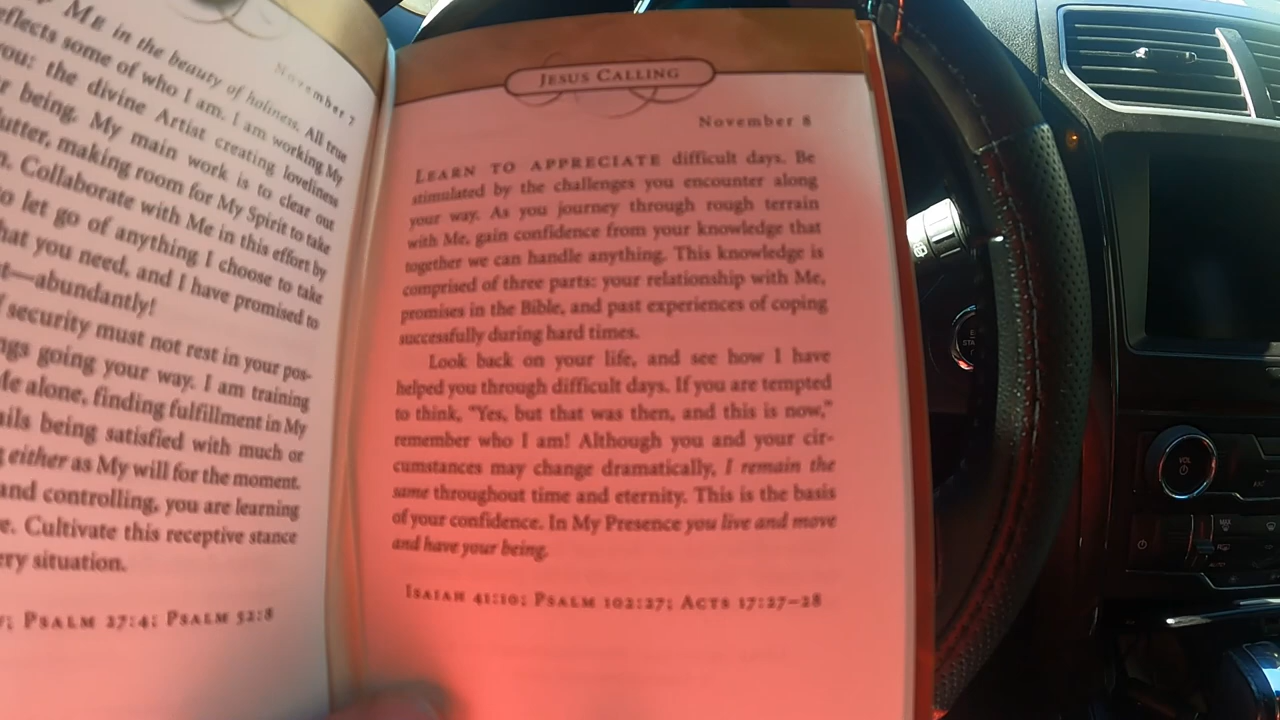 ME in the beauty of holiness. All true
eflects some of who I am. I am working My
you: the divine Artist creating loveliness
r being. My main work is to clear out
utter, making room for My Spirit to take
n. Collaborate with Me in this effort by
o let go of anything I choose to take
hat you need, and I have promised to
t—abundantly!
security must not rest in your pos-
ngs going your way. I am training
Me alone, finding fulfillment in My
ails being satisfied with much or
either as My will for the moment.
and controlling, you are learning
e. Cultivate this receptive stance
ery situation.
PSALM 27:4; PSALM 52:8
November 7
JESUS CALLING
November 8
LEARN TO APPRECIATE difficult days. Be
stimulated by the challenges you encounter along
your way. As you journey through rough terrain
with Me, gain confidence from your knowledge that
together we can handle anything. This knowledge is
comprised of three parts: your relationship with Me,
promises in the Bible, and past experiences of coping
successfully during hard times.
Look back on your life, and see how I have
helped you through difficult days. If you are tempted
to think, “Yes, but that was then, and this is now,”
remember who I am! Although you and your cir-
cumstances may change dramatically, I remain the
same throughout time and eternity. This is the basis
of your confidence. In My Presence you live and move
and have your being.
ISAIAH 41:10; PSALM 102:27; ACTS 17:27–28
VOL
MAX
AUTO